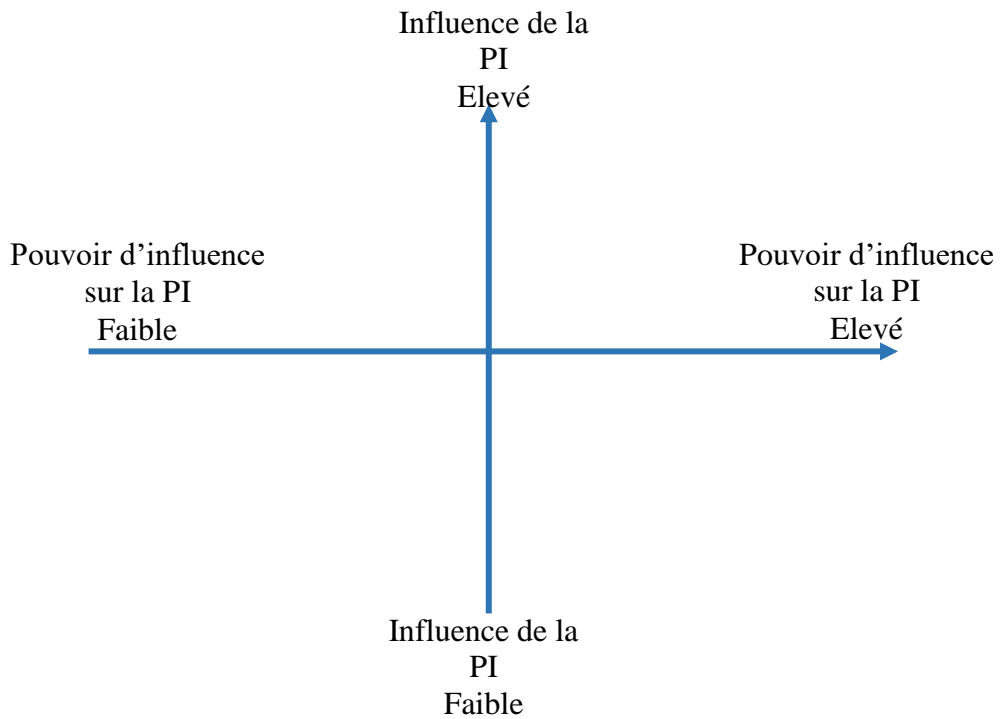 Influence de la
PI
Elevé
Pouvoir d’influence
sur la PI
Faible
Pouvoir d’influence
sur la PI
Elevé
Influence de la
PI
Faible